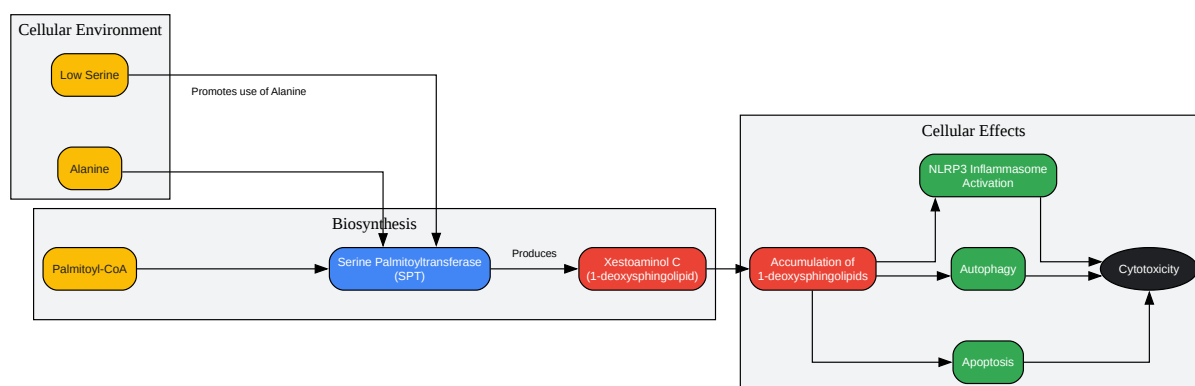 Cellular Environment
Low Serine
Promotes use of Alanine
Alanine
Biosynthesis
Palmitoyl-CoA
Serine Palmitoyltransferase
(SPT)
Produces
Xestoaminol C
(1-deoxysphingolipid)
Cellular Effects
NLRP3 Inflammasome
Activation
Accumulation of
1-deoxysphingolipids
Autophagy
Cytotoxicity
Apoptosis